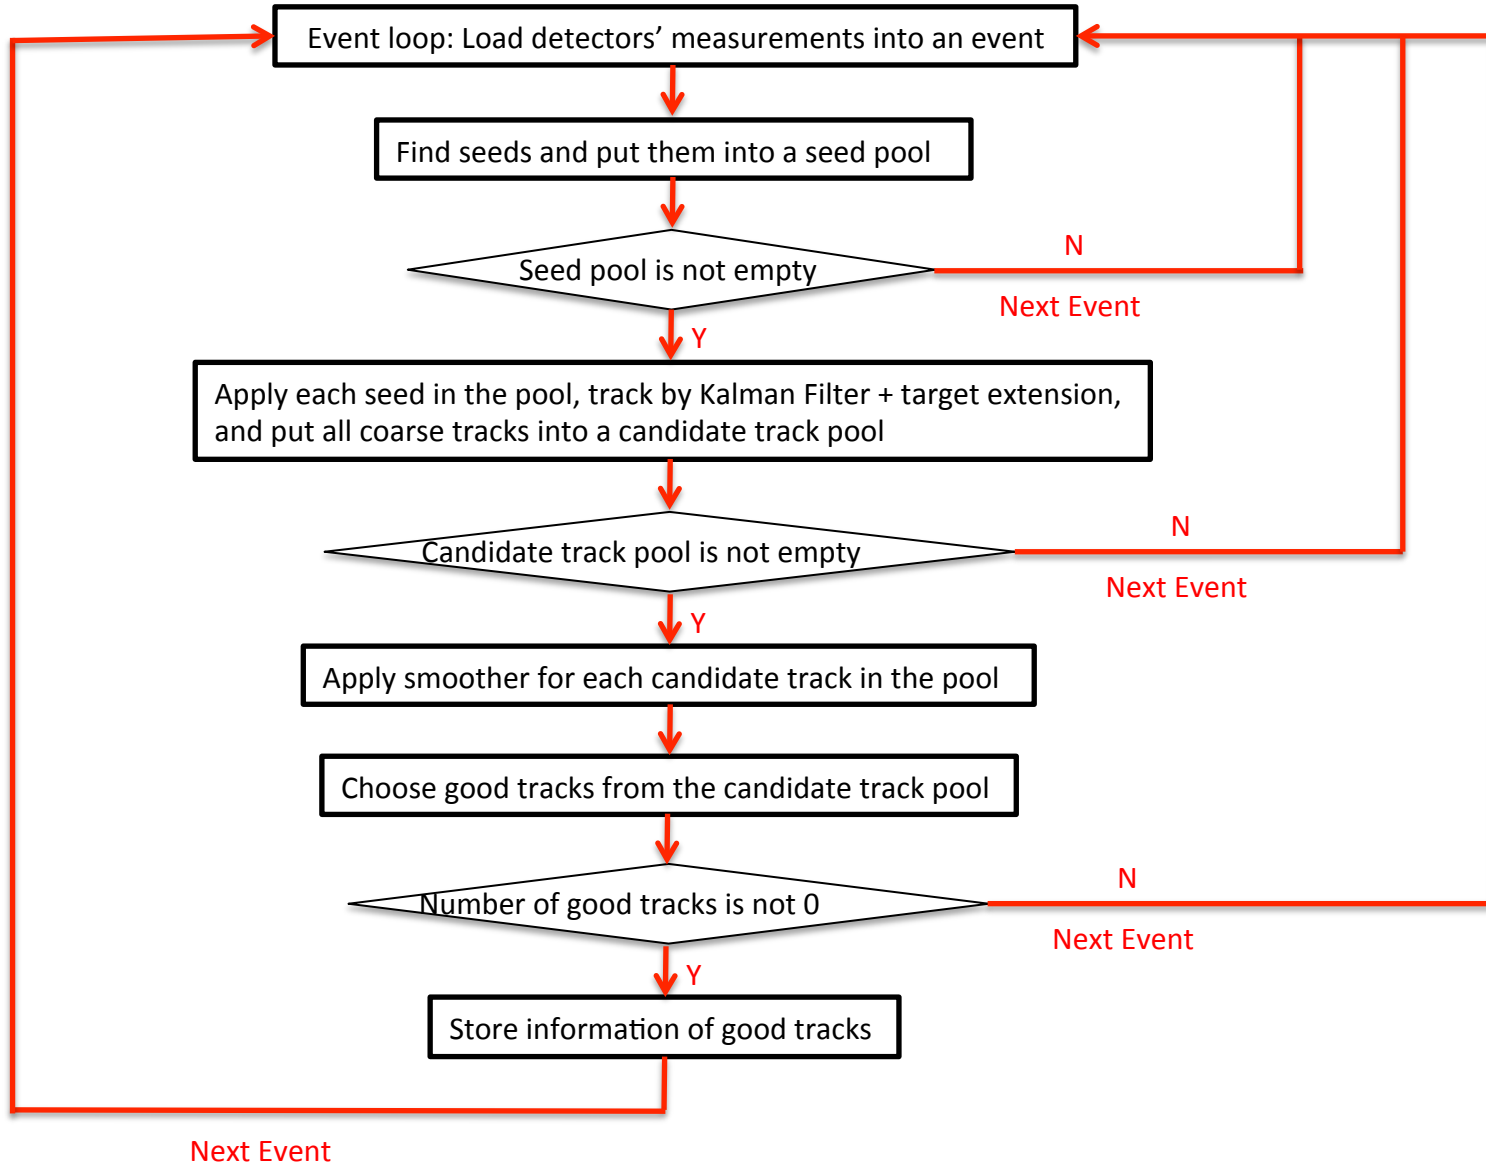 Event loop: Load detectors’ measurements into an event
Find seeds and put them into a seed pool
Seed pool is not empty
N
Next Event
Y
Apply each seed in the pool, track by Kalman Filter + target extension,
and put all coarse tracks into a candidate track pool
Candidate track pool is not empty
N
Next Event
Y
Apply smoother for each candidate track in the pool
Choose good tracks from the candidate track pool
Number of good tracks is not 0
N
Next Event
Y
Store information of good tracks
Next Event